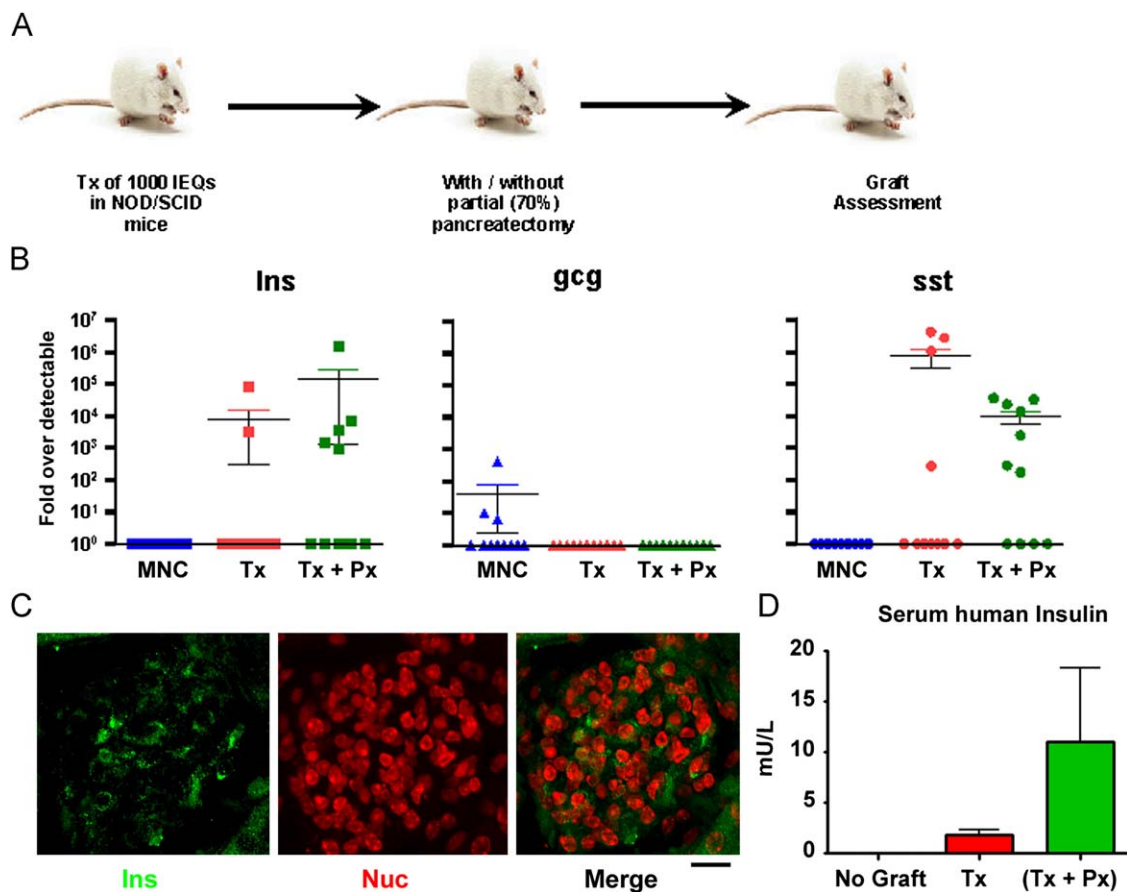 A
Tx of 1000 IEQs
in NOD/SCID
mice
With / without
partial (70%)
pancreatectomy
Graft
Assessment
B
Ins
gcg
sst
Fold over detectable
10⁷
10⁶
10⁵
10⁴
10³
10²
10¹
10⁰
MNC Tx Tx + Px
MNC Tx Tx + Px
MNC Tx Tx + Px
C
Ins
Nuc
Merge
D
Serum human Insulin
mU/L
20
15
10
5
0
No Graft Tx (Tx + Px)